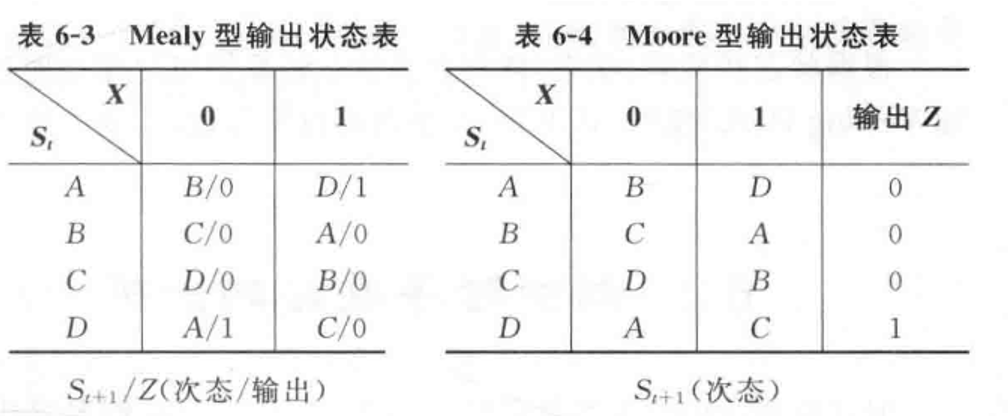 表 6-3 Mealy 型输出状态表
X 0 1
S_t
A B/0 D/1
B C/0 A/0
C D/0 B/0
D A/1 C/0
S_{t+1}/Z(次态/输出)
表 6-4 Moore 型输出状态表
X 0 1 输出 Z
S_t
A B D 0
B C A 0
C D B 0
D A C 1
S_{t+1}(次态)